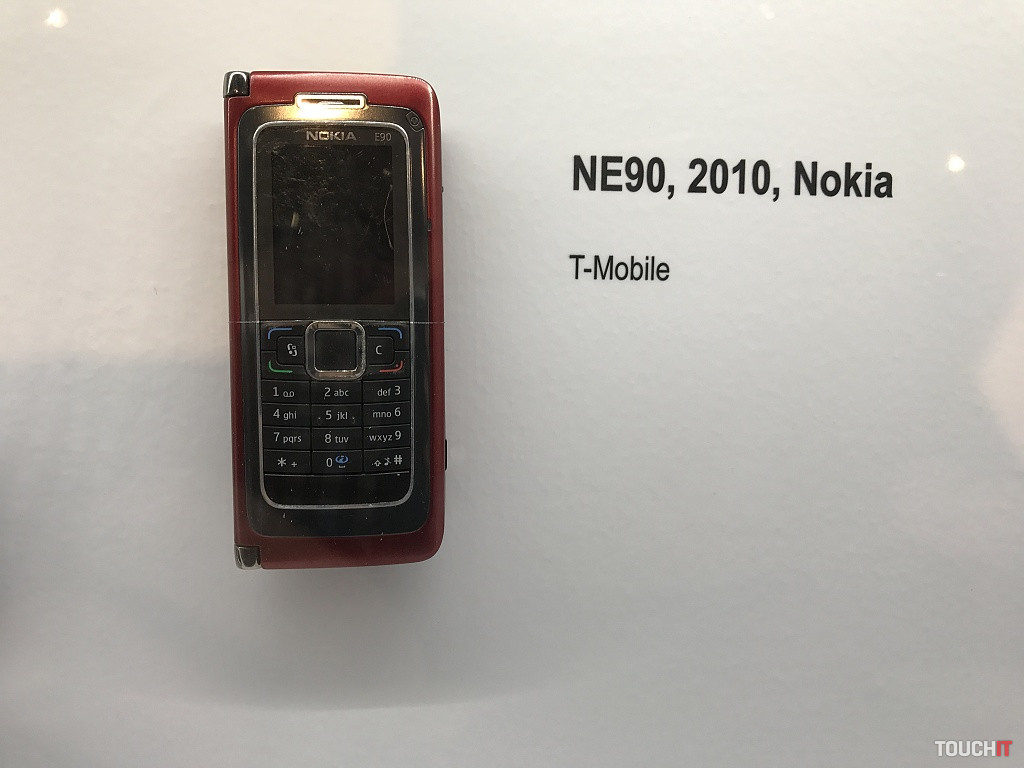 NOKIA E90
NE90, 2010, Nokia
T-Mobile
C
1 2 abc def 3
4 ghi 5 jkl mno 6
7 pqrs 8 tuv wxyz 9
* + 0 #
TOUCHIT